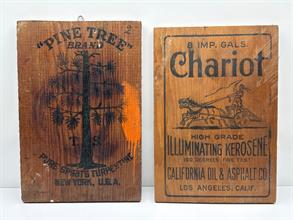 2
"PINE TREE"
BRAND
T S
PURE SPIRITS TURPENTINE
NEW YORK, U.S.A.
8 IMP. GALS.
Chariot
HIGH GRADE
ILLUMINATING KEROSENE
150 DEGREES FIRE TEST
CALIFORNIA OIL & ASPHALT CO
LOS ANGELES, CALIF.